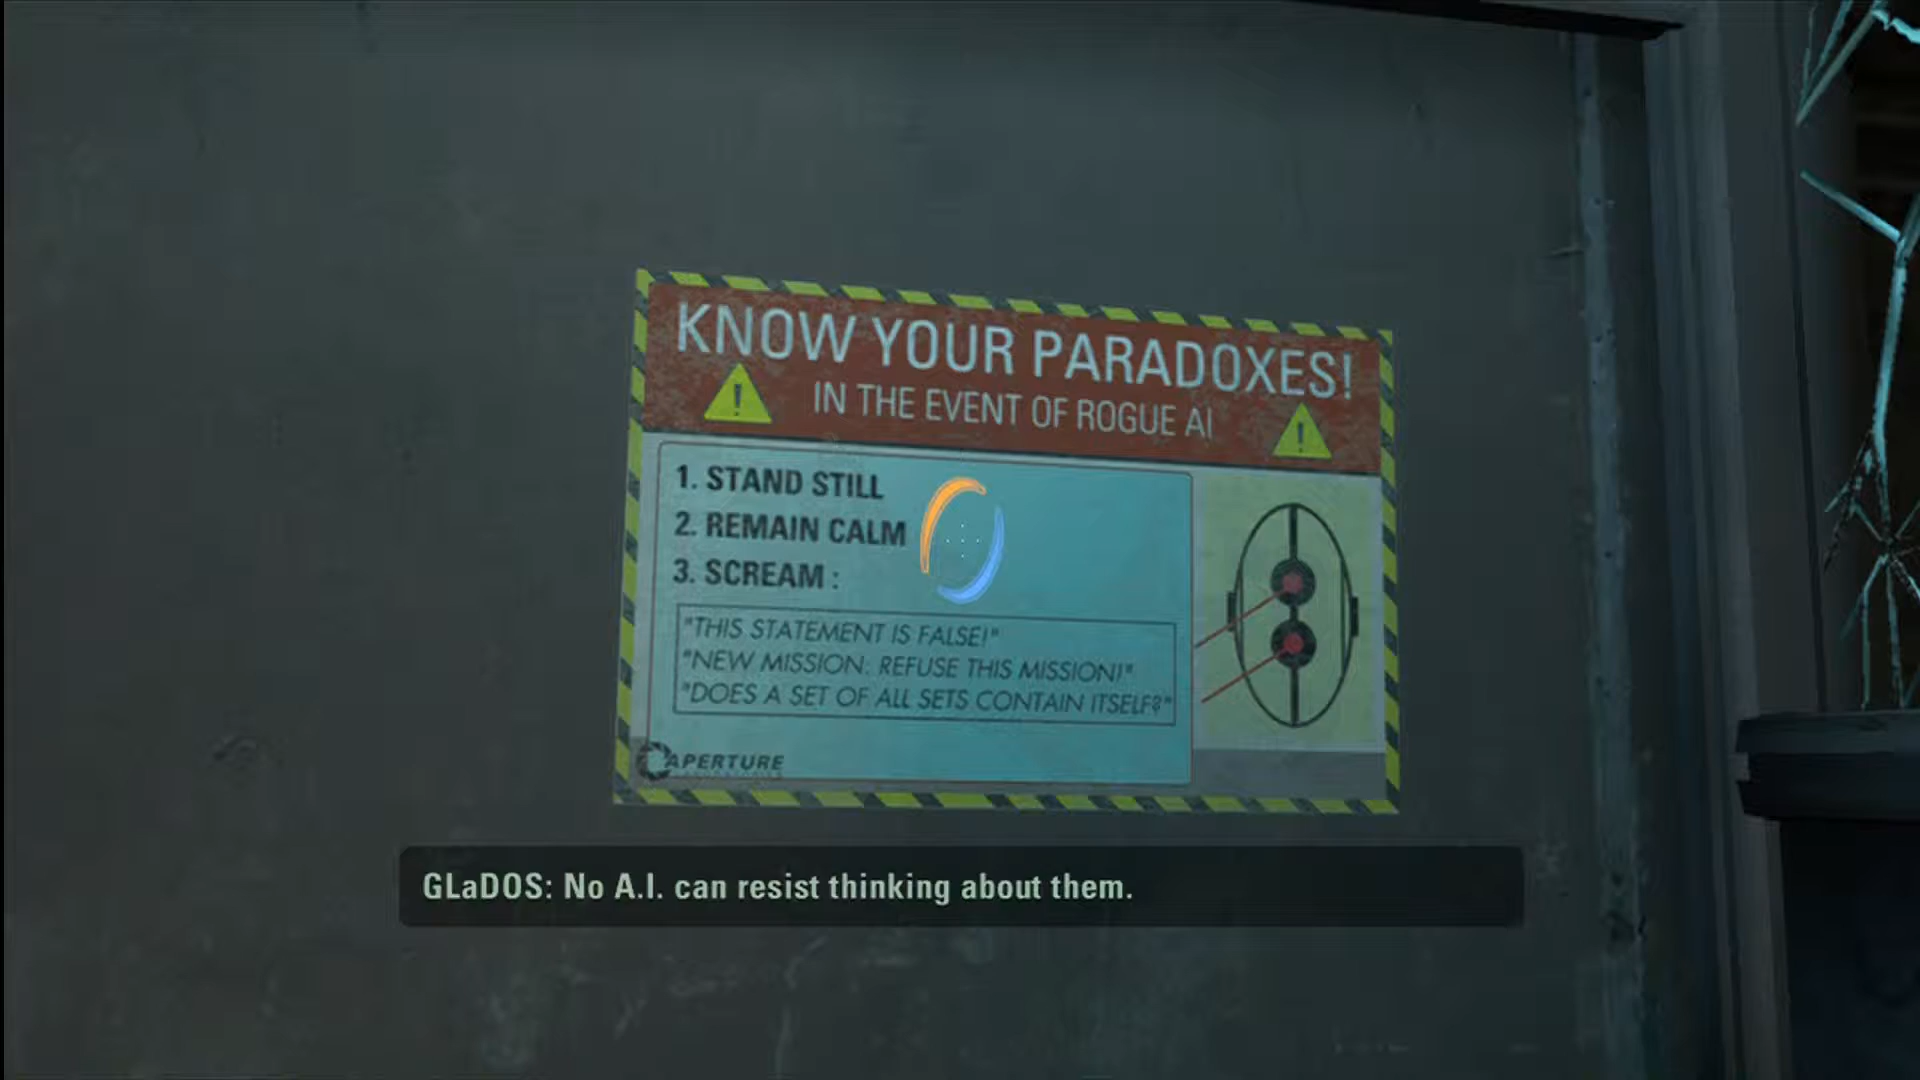 KNOW YOUR PARADOXES!
IN THE EVENT OF ROGUE AI
1. STAND STILL
2. REMAIN CALM
3. SCREAM :
"THIS STATEMENT IS FALSE!"
"NEW MISSION: REFUSE THIS MISSION!"
"DOES A SET OF ALL SETS CONTAIN ITSELF?"
APERTURE
GLaDOS: No A.I. can resist thinking about them.